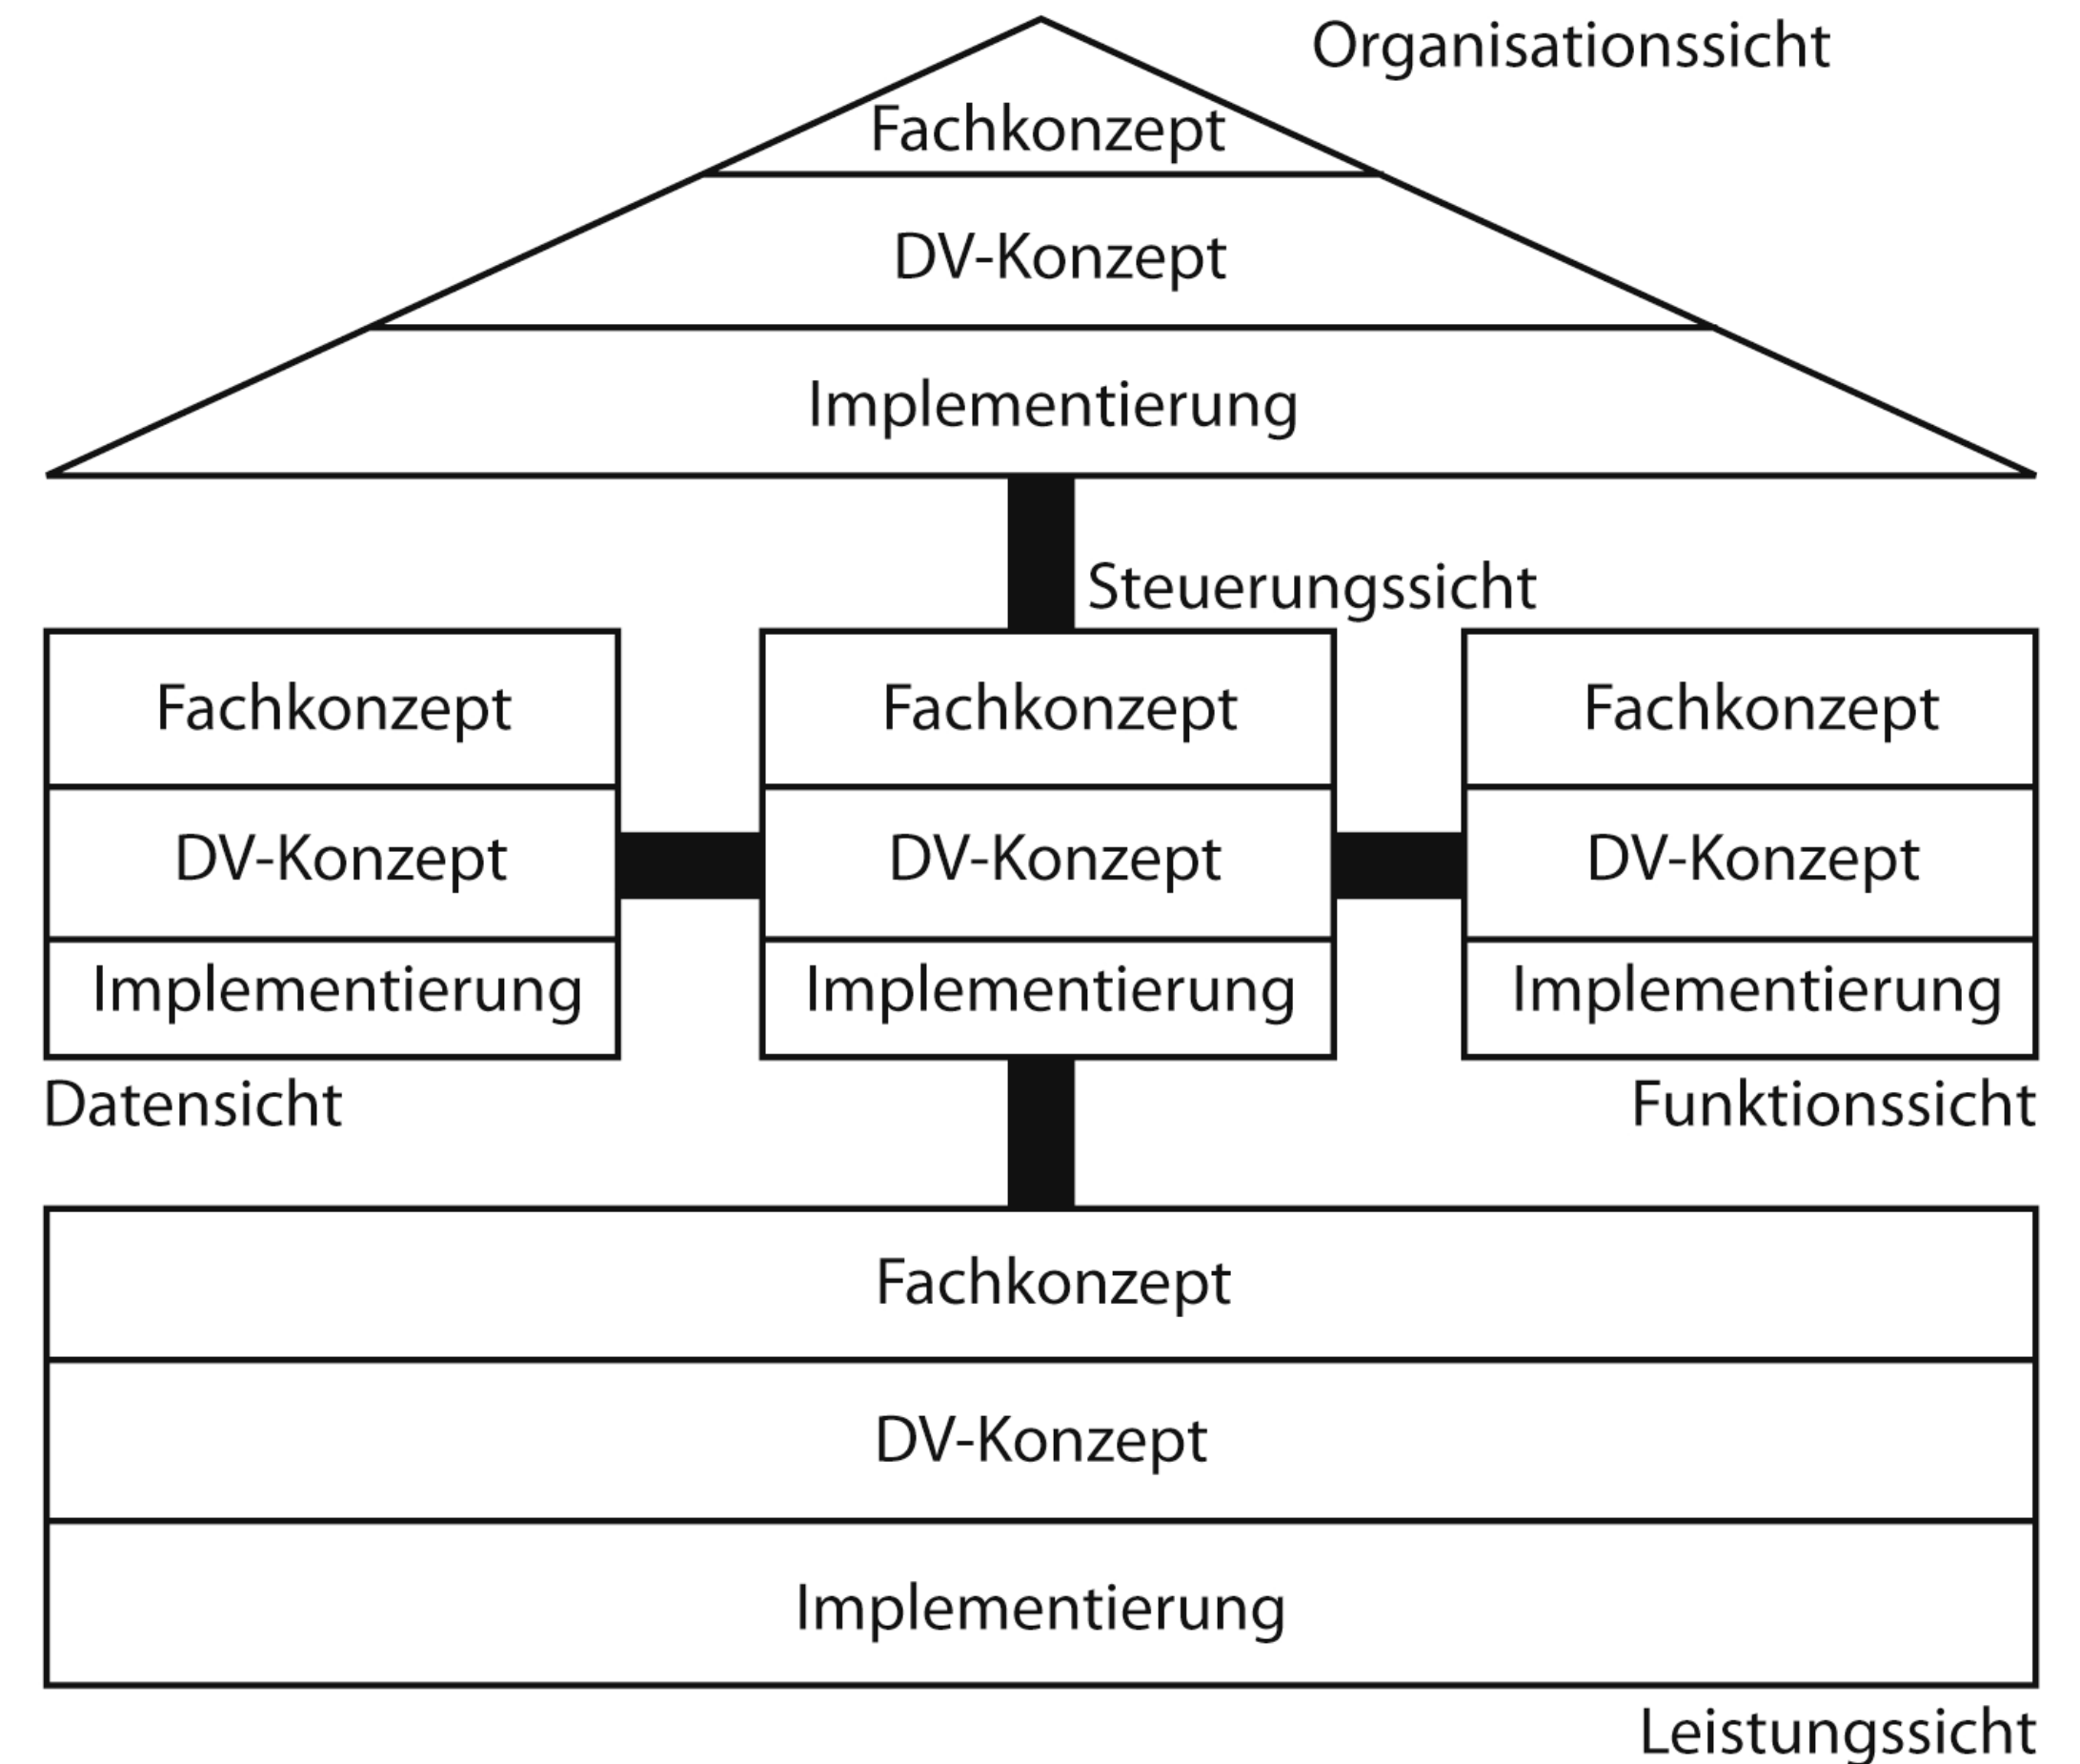 Organisationssicht
Fachkonzept
DV-Konzept
Implementierung
Steuerungssicht
Fachkonzept Fachkonzept Fachkonzept
DV-Konzept DV-Konzept DV-Konzept
Implementierung Implementierung Implementierung
Datensicht Funktionssicht
Fachkonzept
DV-Konzept
Implementierung
Leistungssicht